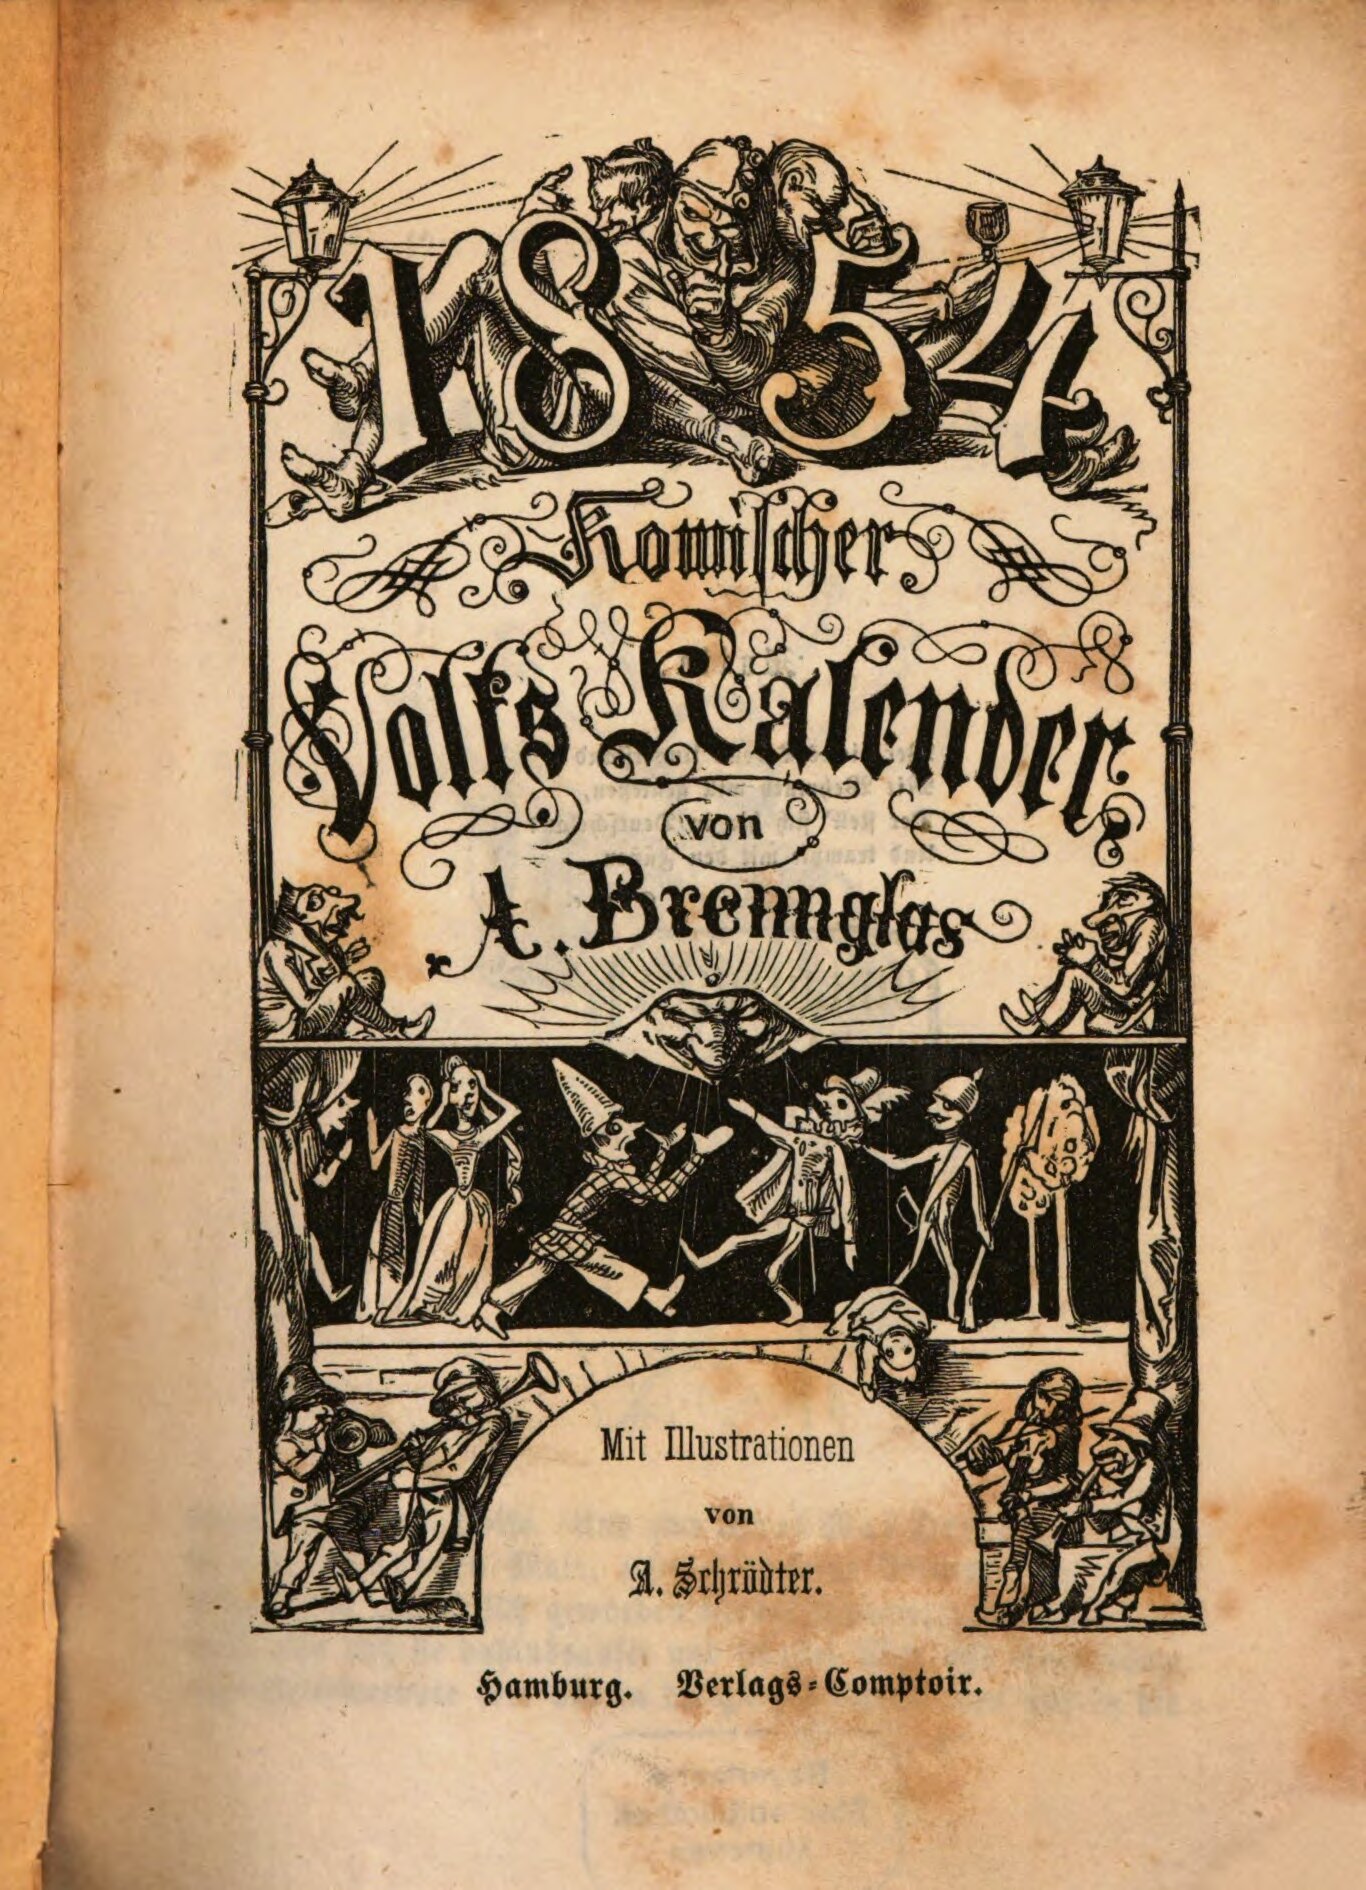 1854
Komischer
Volks Kalender
von
A. Brennglas
Mit Illustrationen
von
A. Schrödter.
Hamburg. Verlags-Comptoir.